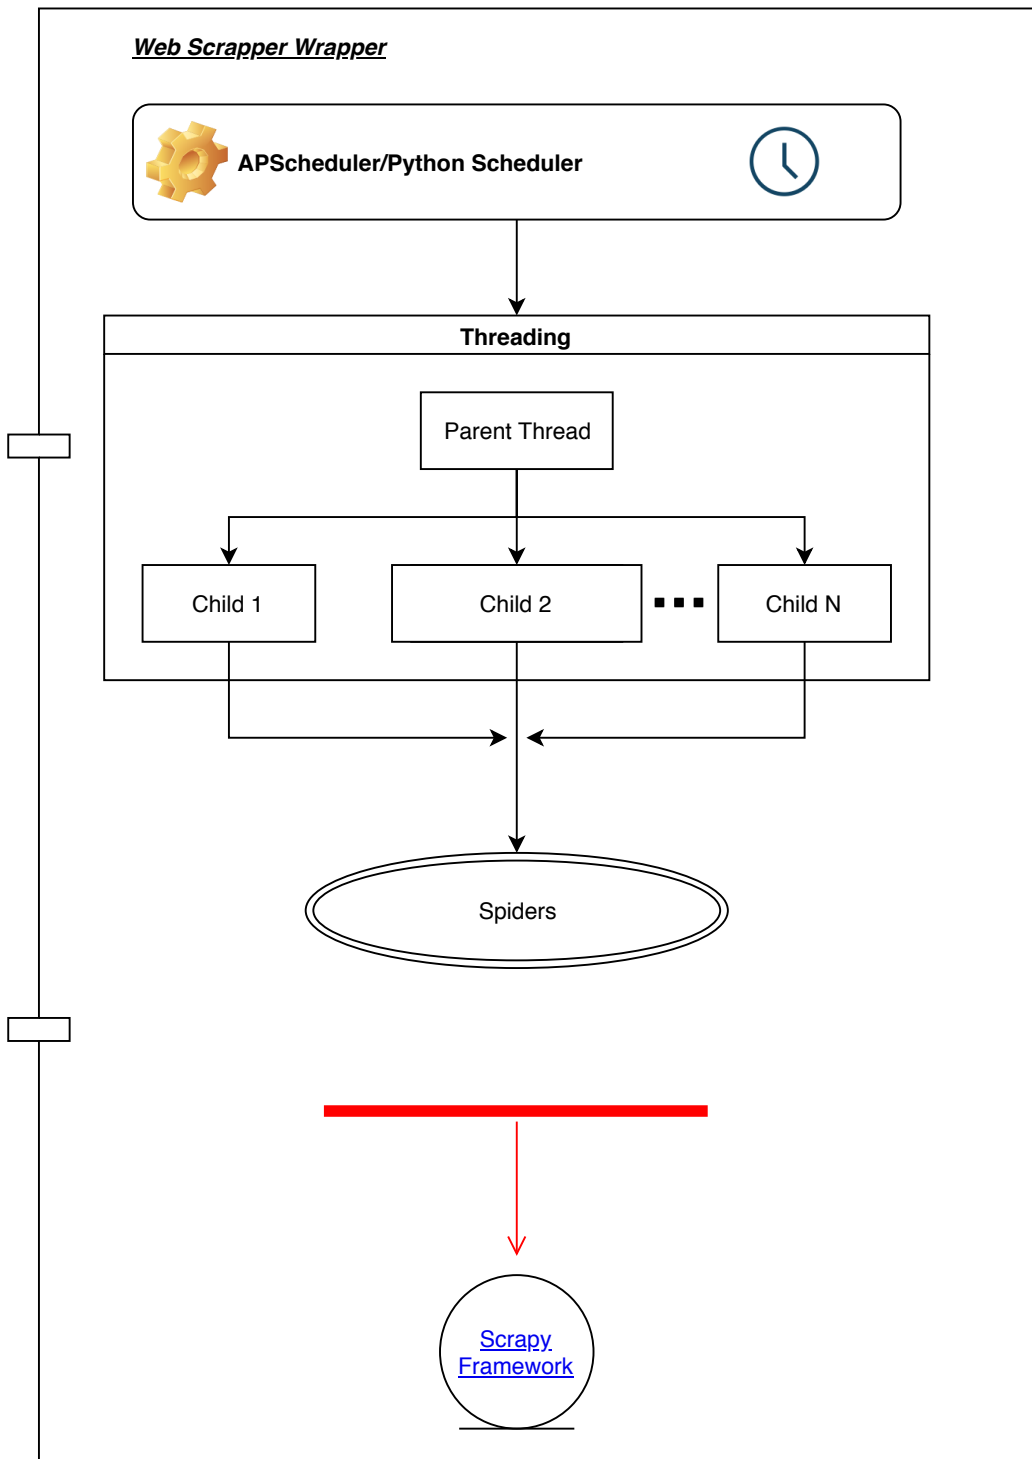 Web Scrapper Wrapper
APScheduler/Python Scheduler
Threading
Parent Thread
Child 1
Child 2
Child N
Spiders
Scrapy
Framework